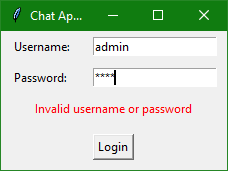 Chat Ap...
Username: admin
Password: ****
Invalid username or password
Login